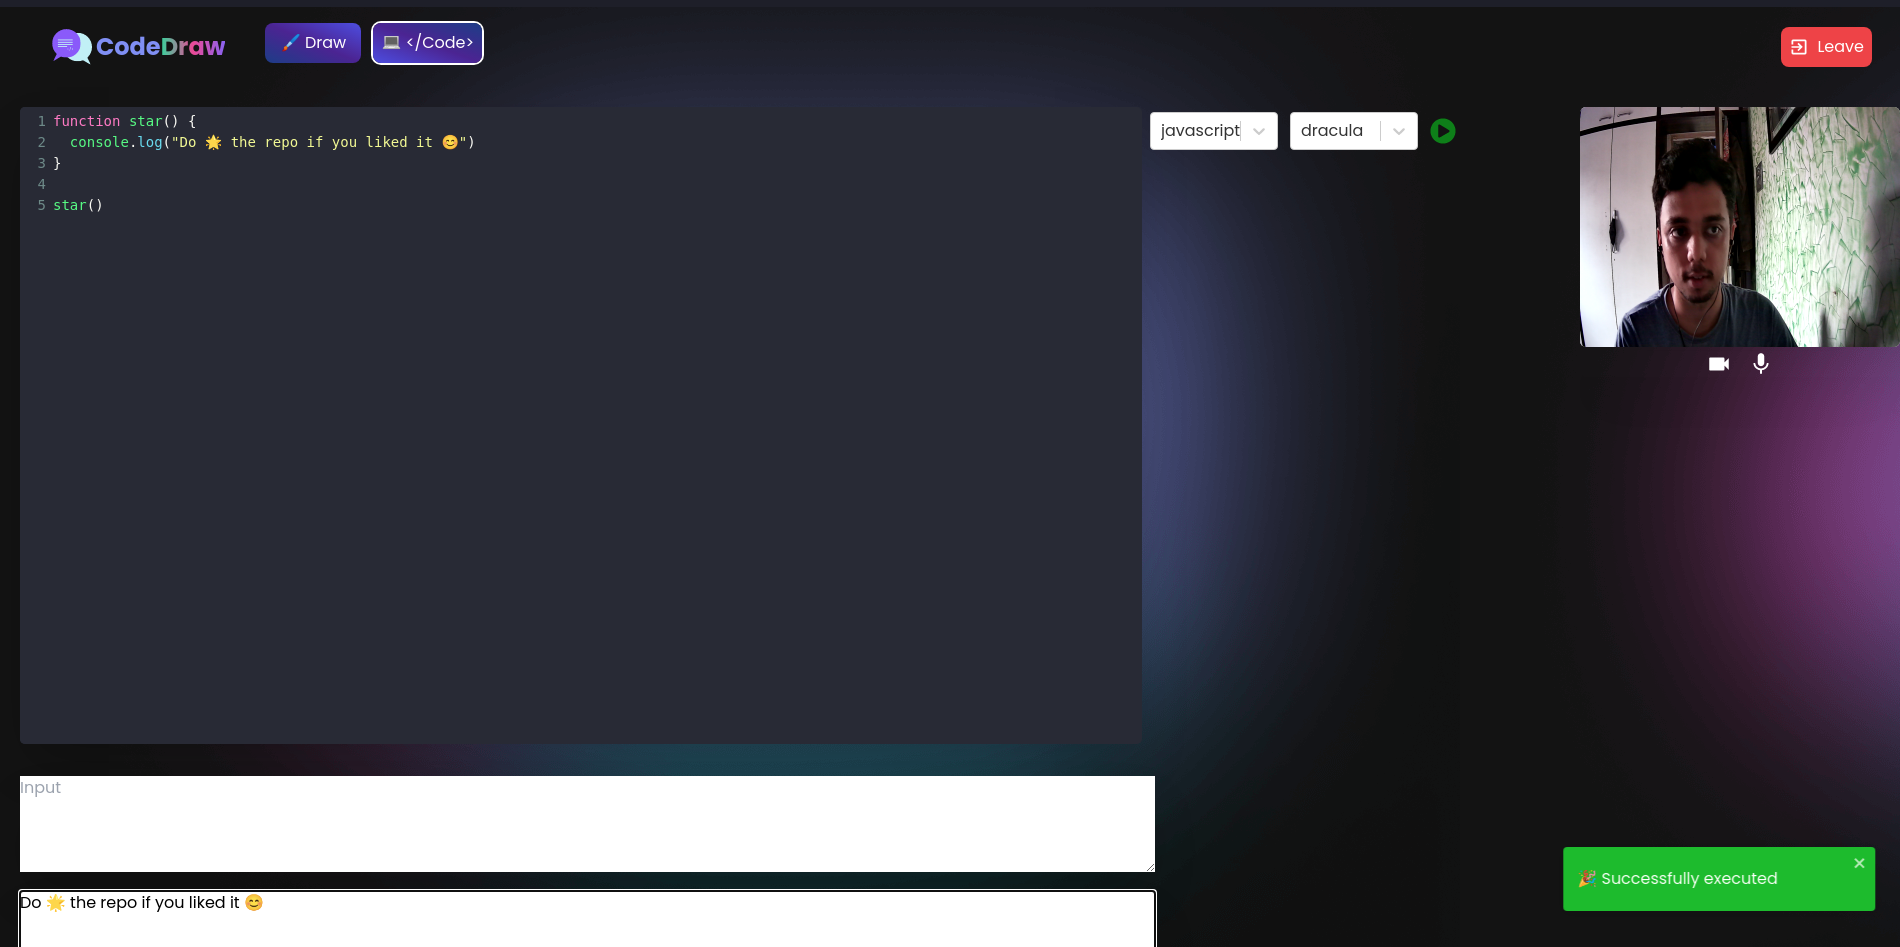 CodeDraw
🖌️ Draw
💻 </Code>
Leave
1 function star() {
2   console.log("Do 🌟 the repo if you liked it 😊")
3 }
4
5 star()
javascript
dracula
Input
Do 🌟 the repo if you liked it 😊
🎉 Successfully executed